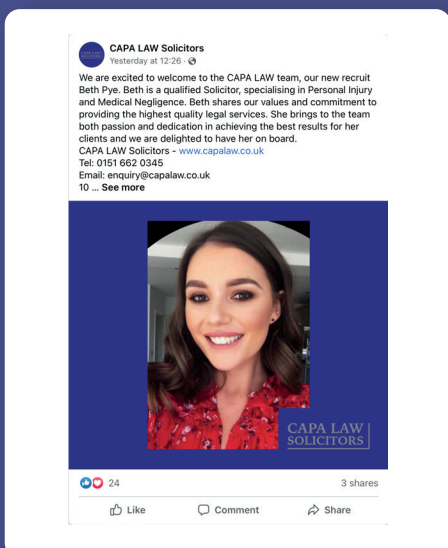 CAPA LAW Solicitors
Yesterday at 12:26 ·
We are excited to welcome to the CAPA LAW team, our new recruit
Beth Pye. Beth is a qualified Solicitor, specialising in Personal Injury
and Medical Negligence. Beth shares our values and commitment to
providing the highest quality legal services. She brings to the team
both passion and dedication in achieving the best results for her
clients and we are delighted to have her on board.
CAPA LAW Solicitors - www.capalaw.co.uk
Tel: 0151 662 0345
Email: enquiry@capalaw.co.uk
10 ... See more
CAPA LAW
SOLICITORS
24 3 shares
Like Comment Share